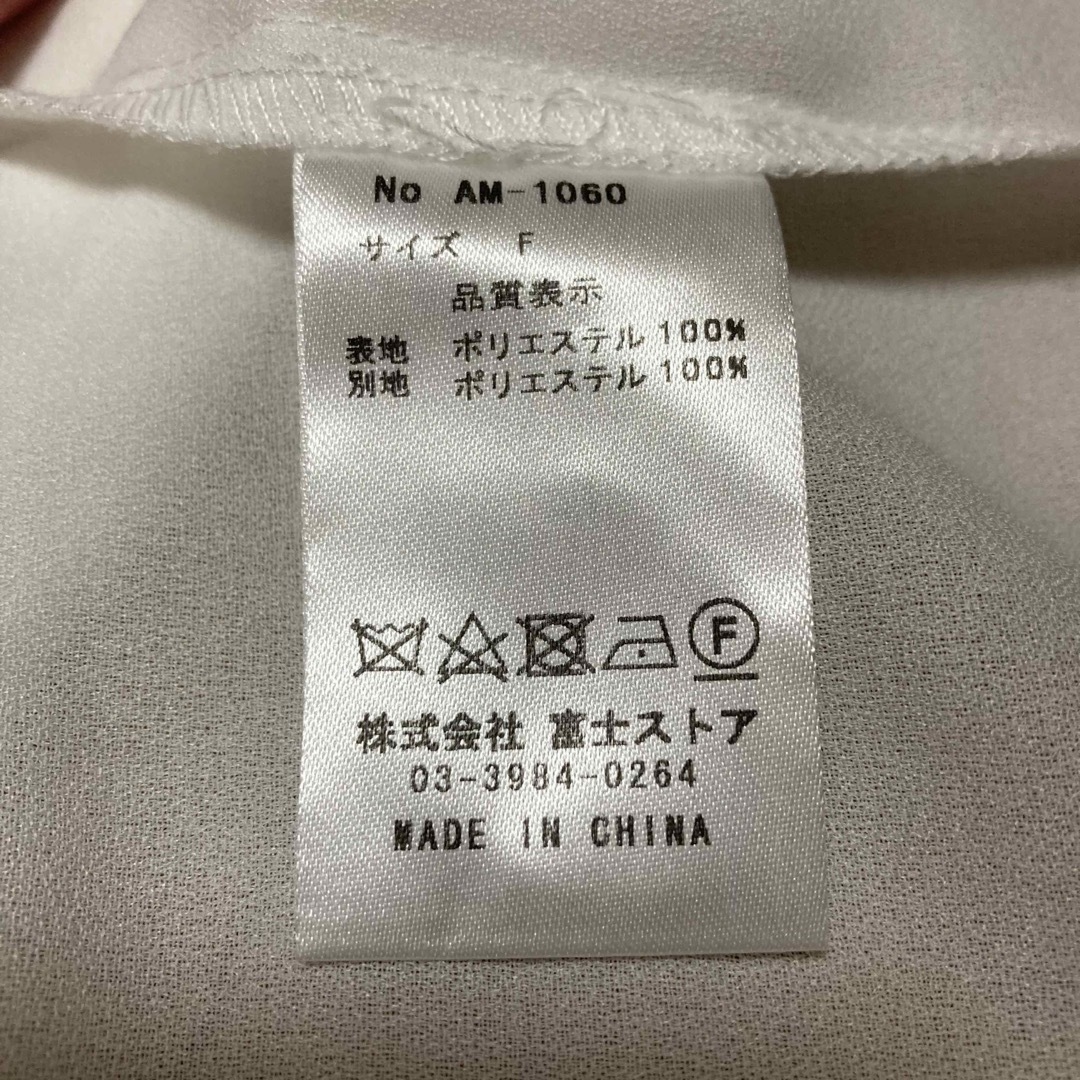 No AM-1060
サイズ F
品質表示
表地 ポリエステル 100%
別地 ポリエステル 100%
F
株式会社 富士ストア
03-3984-0264
MADE IN CHINA